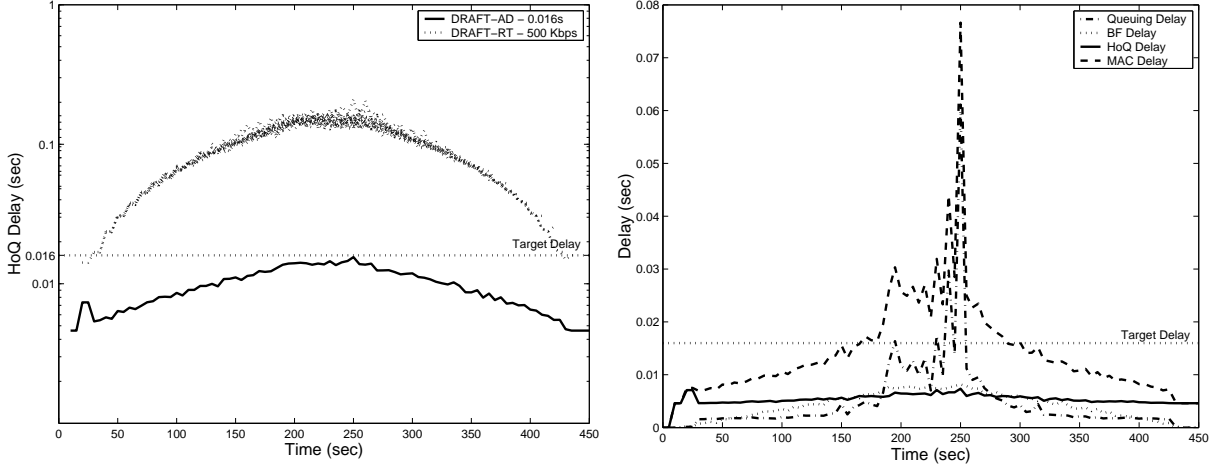 1
0.1
0.016
0.01
HoQ Delay (sec)
0 50 100 150 200 250 300 350 400 450
Time (sec)
DRAFT-AD - 0.016s
DRAFT-RT - 500 Kbps
Target Delay
0.08
0.07
0.06
0.05
0.04
0.03
0.02
0.01
0
Delay (sec)
0 50 100 150 200 250 300 350 400 450
Time (sec)
Queuing Delay
BF Delay
HoQ Delay
MAC Delay
Target Delay